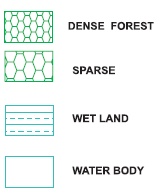 DENSE FOREST
SPARSE
WET LAND
WATER BODY